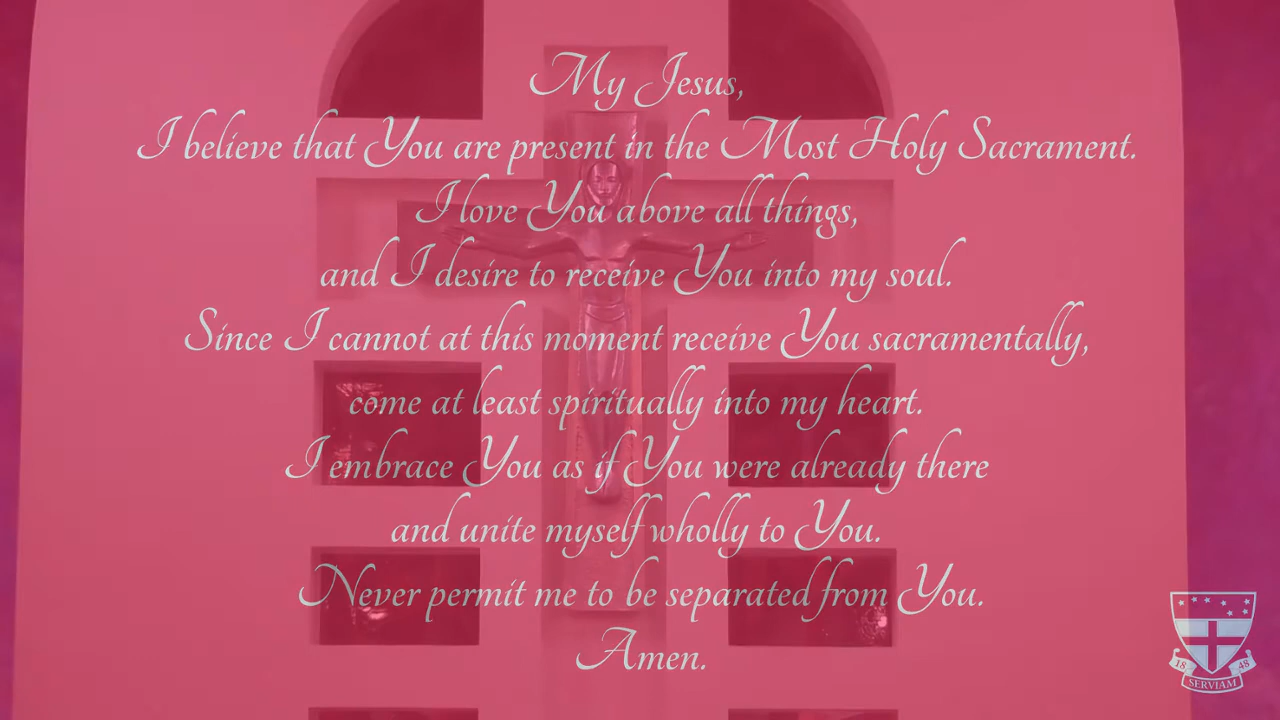 My Jesus,
I believe that You are present in the Most Holy Sacrament.
I love You above all things,
and I desire to receive You into my soul.
Since I cannot at this moment receive You sacramentally,
come at least spiritually into my heart.
I embrace You as if You were already there
and unite myself wholly to You.
Never permit me to be separated from You.
Amen.
18 48
SERVIAM